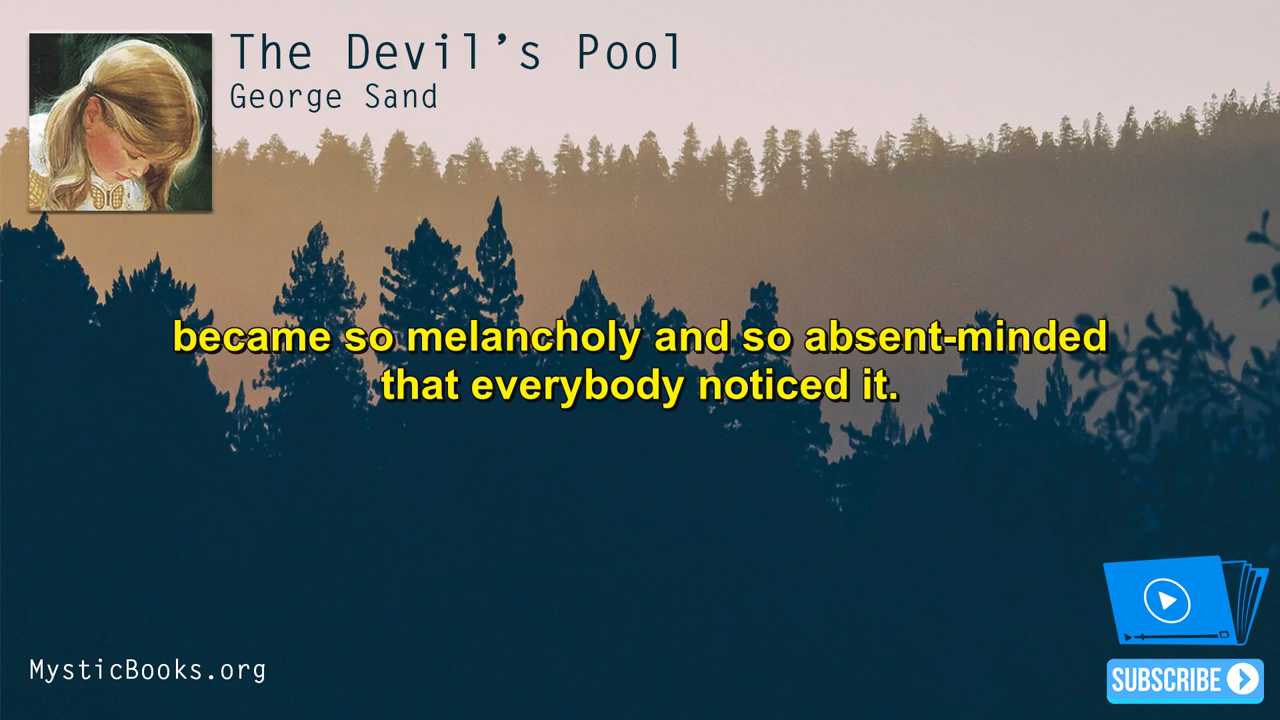 The Devil's Pool
George Sand
became so melancholy and so absent-minded
that everybody noticed it.
MysticBooks.org
SUBSCRIBE